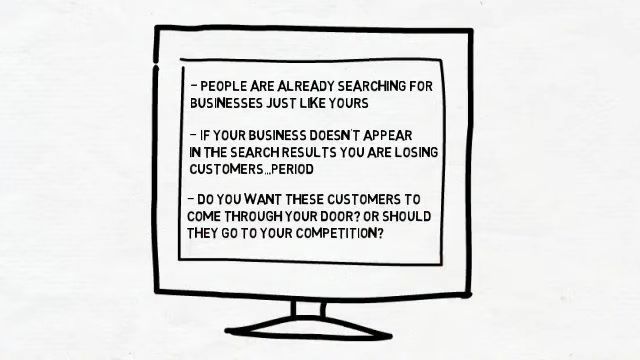 - PEOPLE ARE ALREADY SEARCHING FOR
BUSINESSES JUST LIKE YOURS
- IF YOUR BUSINESS DOESN'T APPEAR
IN THE SEARCH RESULTS YOU ARE LOSING
CUSTOMERS...PERIOD
- DO YOU WANT THESE CUSTOMERS TO
COME THROUGH YOUR DOOR? OR SHOULD
THEY GO TO YOUR COMPETITION?